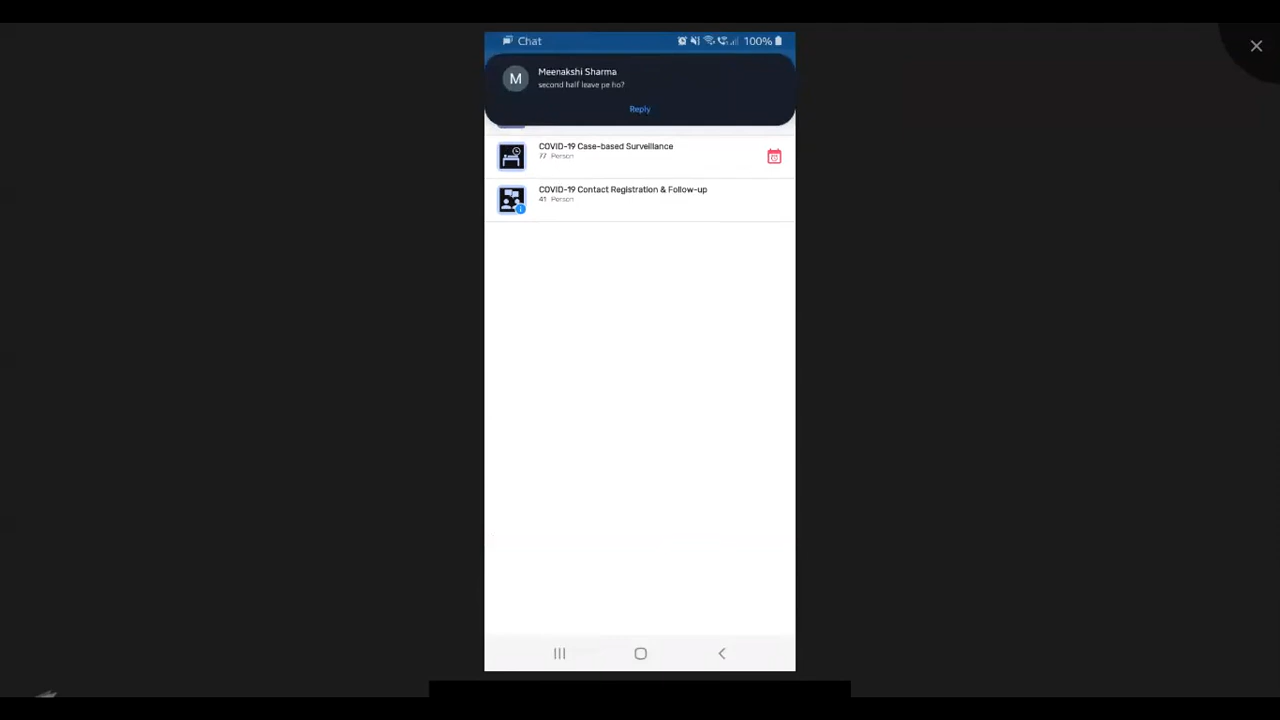 Chat
100%
M
Meenakshi Sharma
second half leave pe ho?
Reply
COVID-19 Case-based Surveillance
77 Person
COVID-19 Contact Registration & Follow-up
41 Person